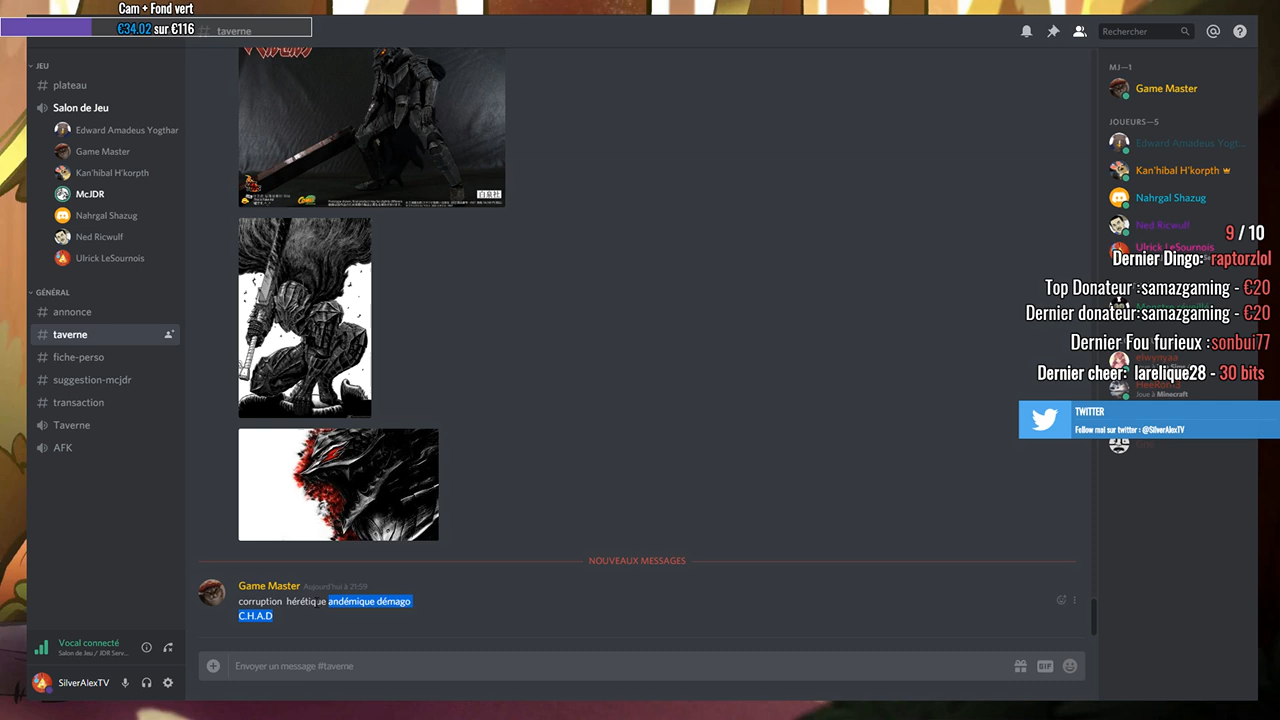 Cam + Fond vert
€34.02 sur €116
# taverne
Rechercher
JEU
# plateau
Salon de Jeu
Edward Amadeus Yogthar
Game Master
Kan'hibal H'korpth
McJDR
Nahrgal Shazug
Ned Ricwulf
Ulrick LeSournois
GÉNÉRAL
# annonce
# taverne
# fiche-perso
# suggestion-mcjdr
# transaction
Taverne
AFK
Vocal connecté
Salon de Jeu / JDR Serv...
SilverAlexTV
NOUVEAUX MESSAGES
Game Master Aujourd'hui à 21:59
corruption hérétique andémique démago
C.H.A.D
Envoyer un message #taverne
GIF
MJ—1
Game Master
JOUEURS—5
Edward Amadeus Yogt...
Kan'hibal H'korpth
Nahrgal Shazug
Ned Ricwulf
9 / 10
Ulrick LeSournois
Dernier Dingo: raptorzlol
Top Donateur :samazgaming - €20
Dernier donateur:samazgaming - €20
Dernier Fou furieux :sonbui77
elwynyaa
Dernier cheer: larelique28 - 30 bits
Joue à Minecraft
TWITTER
Follow moi sur twitter : @SilverAlexTV